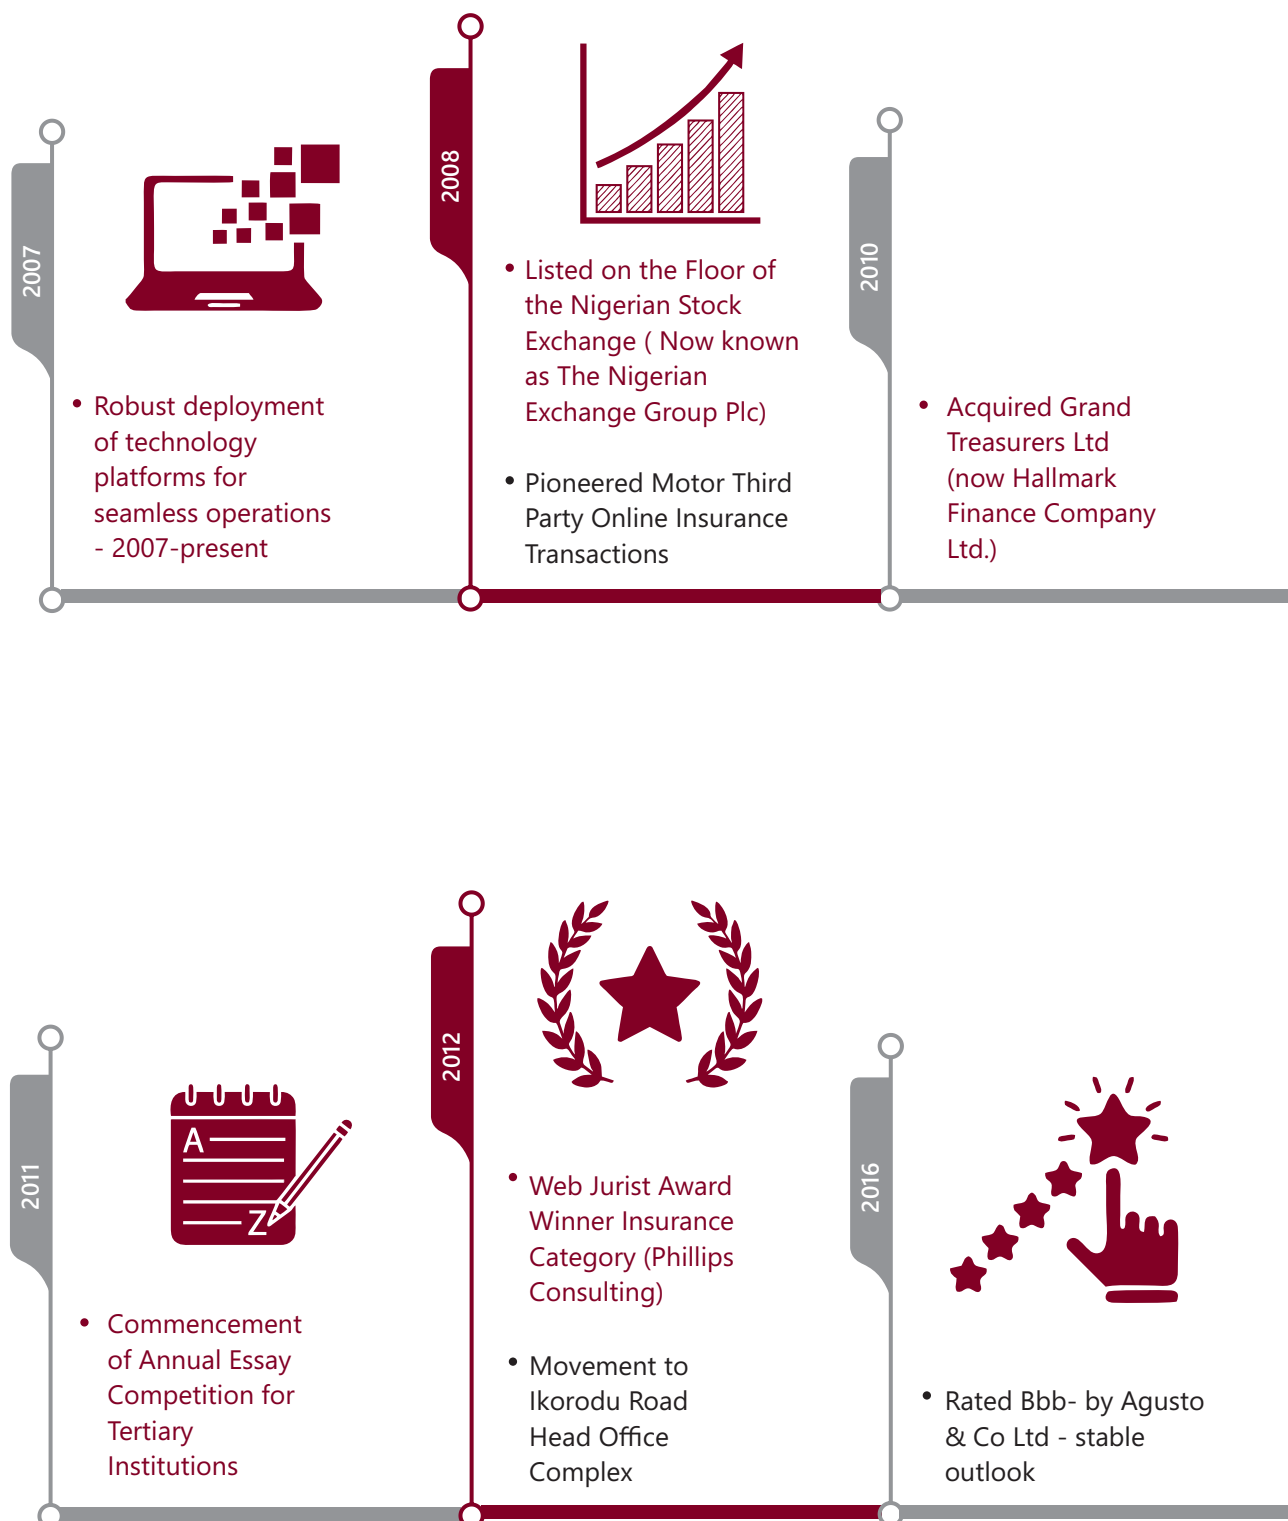 2007
• Robust deployment
of technology
platforms for
seamless operations
- 2007-present
2008
• Listed on the Floor of
the Nigerian Stock
Exchange ( Now known
as The Nigerian
Exchange Group Plc)
• Pioneered Motor Third
Party Online Insurance
Transactions
2010
• Acquired Grand
Treasurers Ltd
(now Hallmark
Finance Company
Ltd.)
2011
A
Z
• Commencement
of Annual Essay
Competition for
Tertiary
Institutions
2012
• Web Jurist Award
Winner Insurance
Category (Phillips
Consulting)
• Movement to
Ikorodu Road
Head Office
Complex
2016
• Rated Bbb- by Agusto
& Co Ltd - stable
outlook